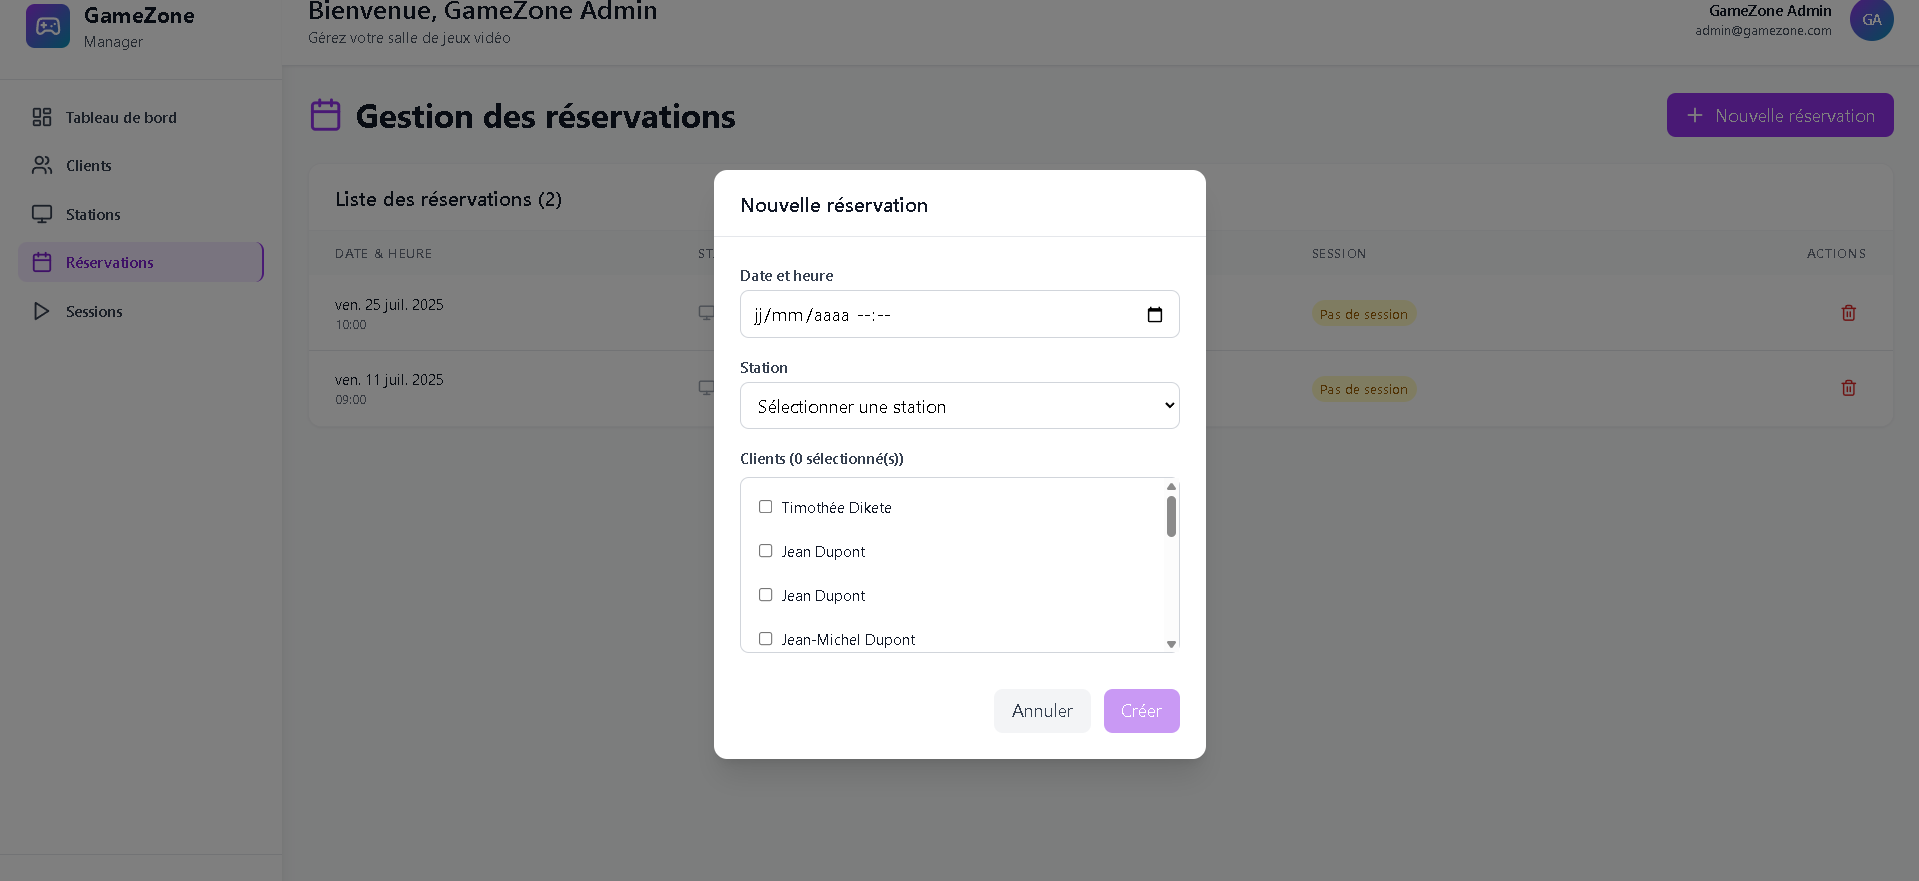 GameZone
Manager
Bienvenue, GameZone Admin
Gérez votre salle de jeux vidéo
GameZone Admin
admin@gamezone.com
GA
Tableau de bord
Clients
Stations
Réservations
Sessions
Gestion des réservations
Nouvelle réservation
Liste des réservations (2)
DATE & HEURE
SESSION
ACTIONS
ven. 25 juil. 2025
10:00
Pas de session
ven. 11 juil. 2025
09:00
Pas de session
Nouvelle réservation
Date et heure
jj/mm/aaaa --:--
Station
Sélectionner une station
Clients (0 sélectionné(s))
Timothée Dikete
Jean Dupont
Jean Dupont
Jean-Michel Dupont
Annuler
Créer